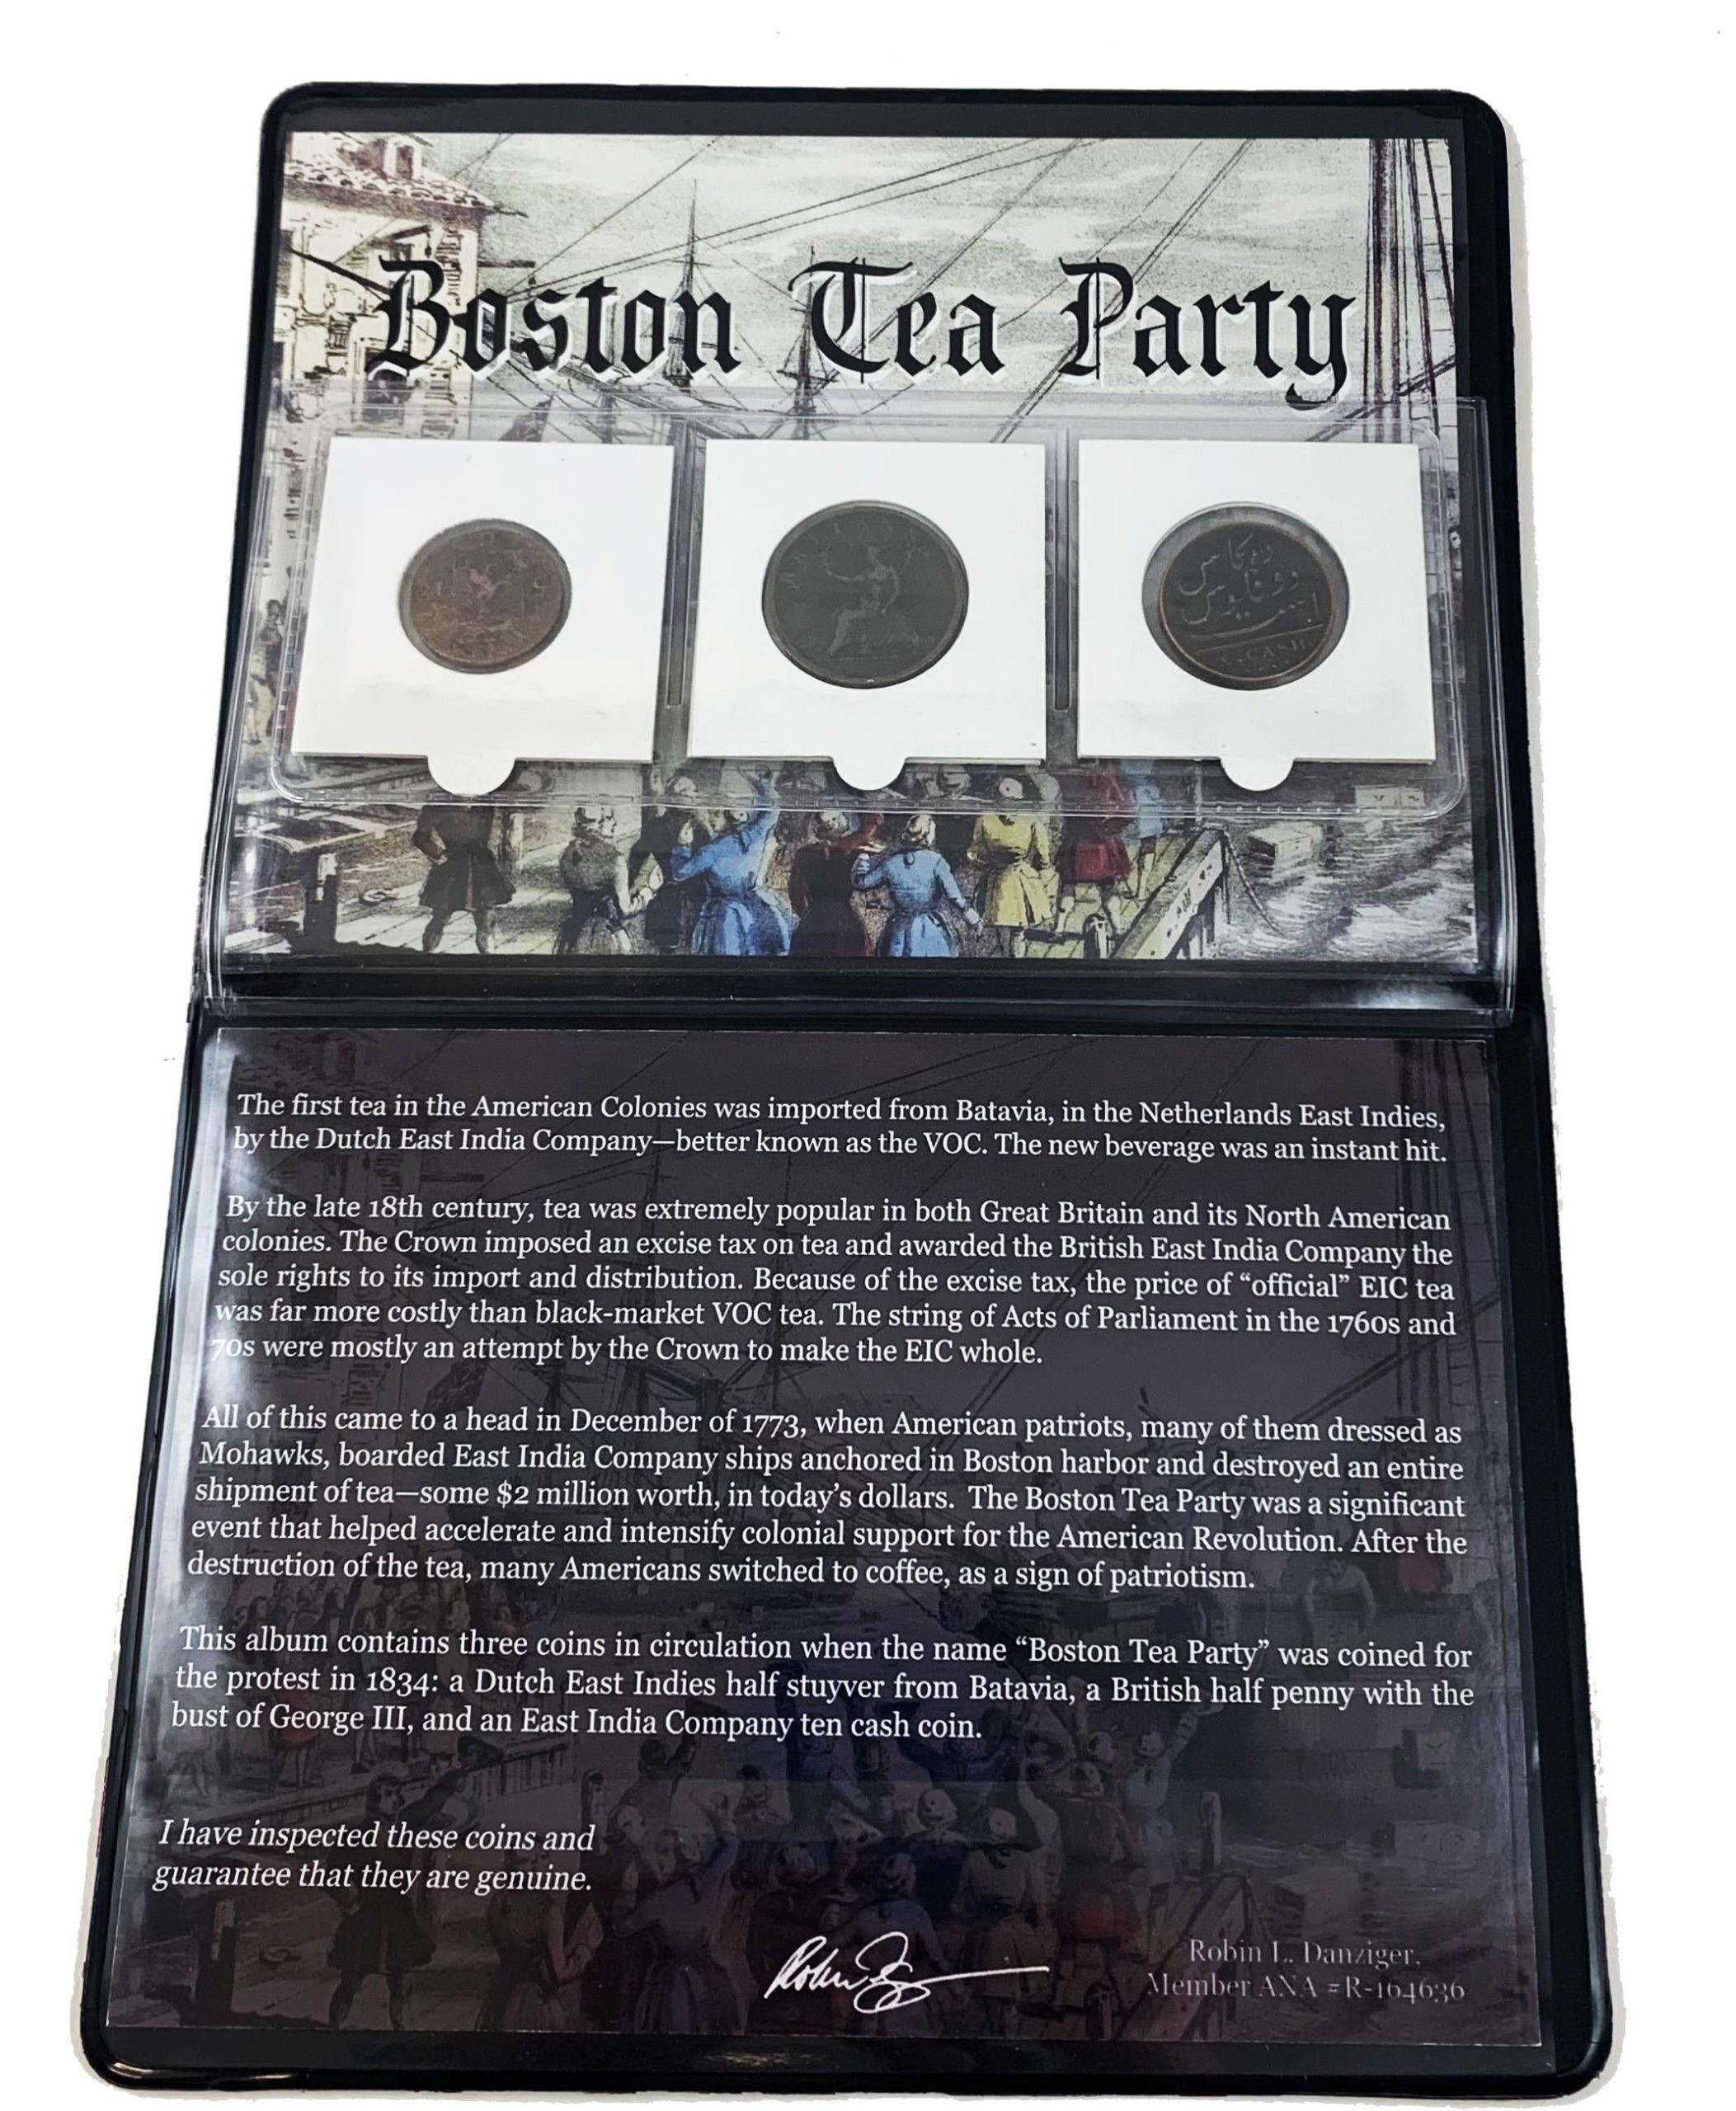 Boston Tea Party
دہ کاس
دو فلوس
است
X. CASH.
The first tea in the American Colonies was imported from Batavia, in the Netherlands East Indies,
by the Dutch East India Company—better known as the VOC. The new beverage was an instant hit.
By the late 18th century, tea was extremely popular in both Great Britain and its North American
colonies. The Crown imposed an excise tax on tea and awarded the British East India Company the
sole rights to its import and distribution. Because of the excise tax, the price of “official” EIC tea
was far more costly than black-market VOC tea. The string of Acts of Parliament in the 1760s and
70s were mostly an attempt by the Crown to make the EIC whole.
All of this came to a head in December of 1773, when American patriots, many of them dressed as
Mohawks, boarded East India Company ships anchored in Boston harbor and destroyed an entire
shipment of tea—some $2 million worth, in today’s dollars. The Boston Tea Party was a significant
event that helped accelerate and intensify colonial support for the American Revolution. After the
destruction of the tea, many Americans switched to coffee, as a sign of patriotism.
This album contains three coins in circulation when the name “Boston Tea Party” was coined for
the protest in 1834: a Dutch East Indies half stuyver from Batavia, a British half penny with the
bust of George III, and an East India Company ten cash coin.
I have inspected these coins and
guarantee that they are genuine.
Robin L. Danziger,
Member ANA #R-164636